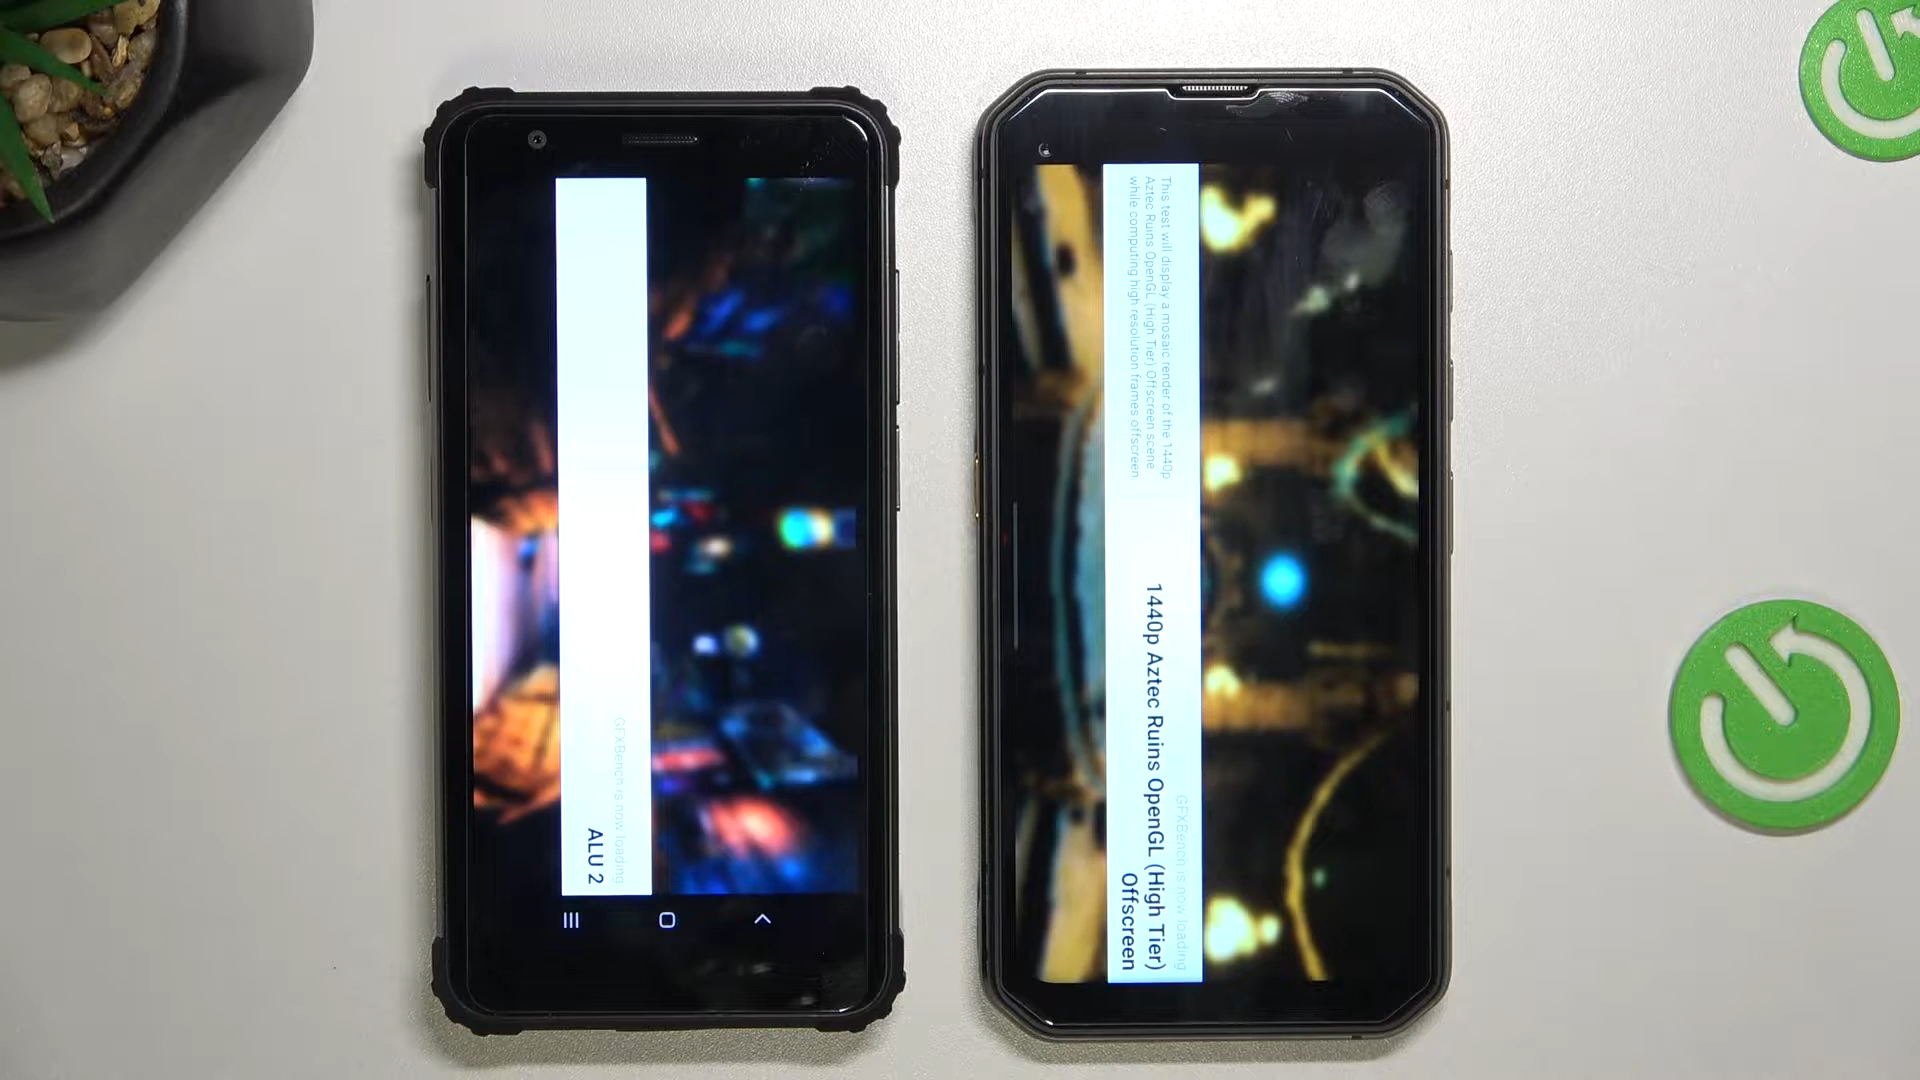 GFXBench is now loading
ALU 2
GFXBench is now loading
1440p Aztec Ruins OpenGL (High Tier)
Offscreen
This test will display a mosaic render of the 1440p
Aztec Ruins OpenGL (High Tier) Offscreen scene
while computing high resolution frames offscreen